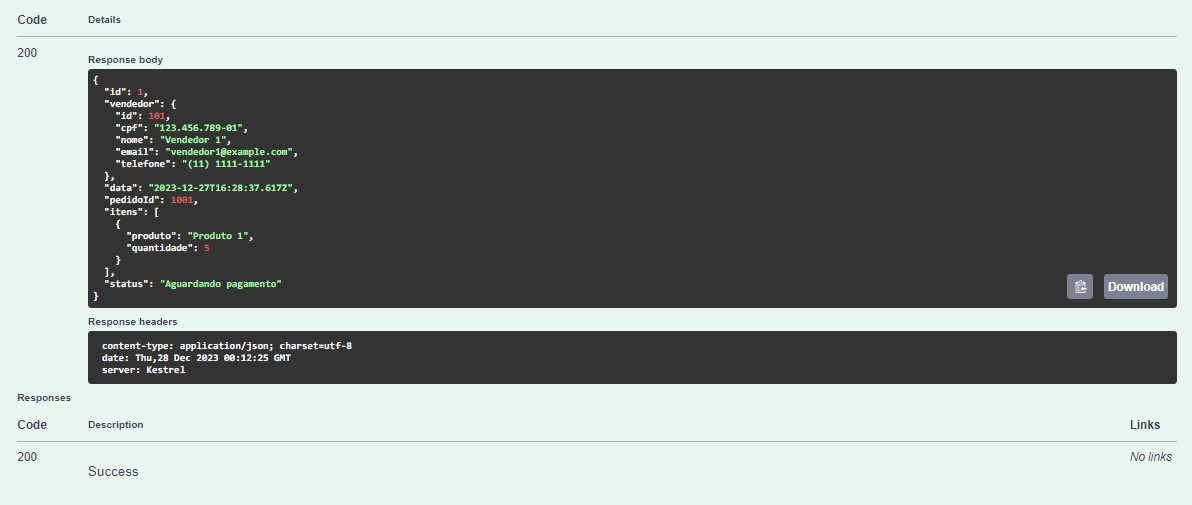 Code Details
200
Response body
{
  "id": 1,
  "vendedor": {
    "id": 101,
    "cpf": "123.456.789-01",
    "nome": "Vendedor 1",
    "email": "vendedor1@example.com",
    "telefone": "(11) 1111-1111"
  },
  "data": "2023-12-27T16:28:37.617Z",
  "pedidoId": 1001,
  "itens": [
    {
      "produto": "Produto 1",
      "quantidade": 5
    }
  ],
  "status": "Aguardando pagamento"
}
Download
Response headers
content-type: application/json; charset=utf-8
date: Thu,28 Dec 2023 00:12:25 GMT
server: Kestrel
Responses
Code Description Links
200 No links
Success